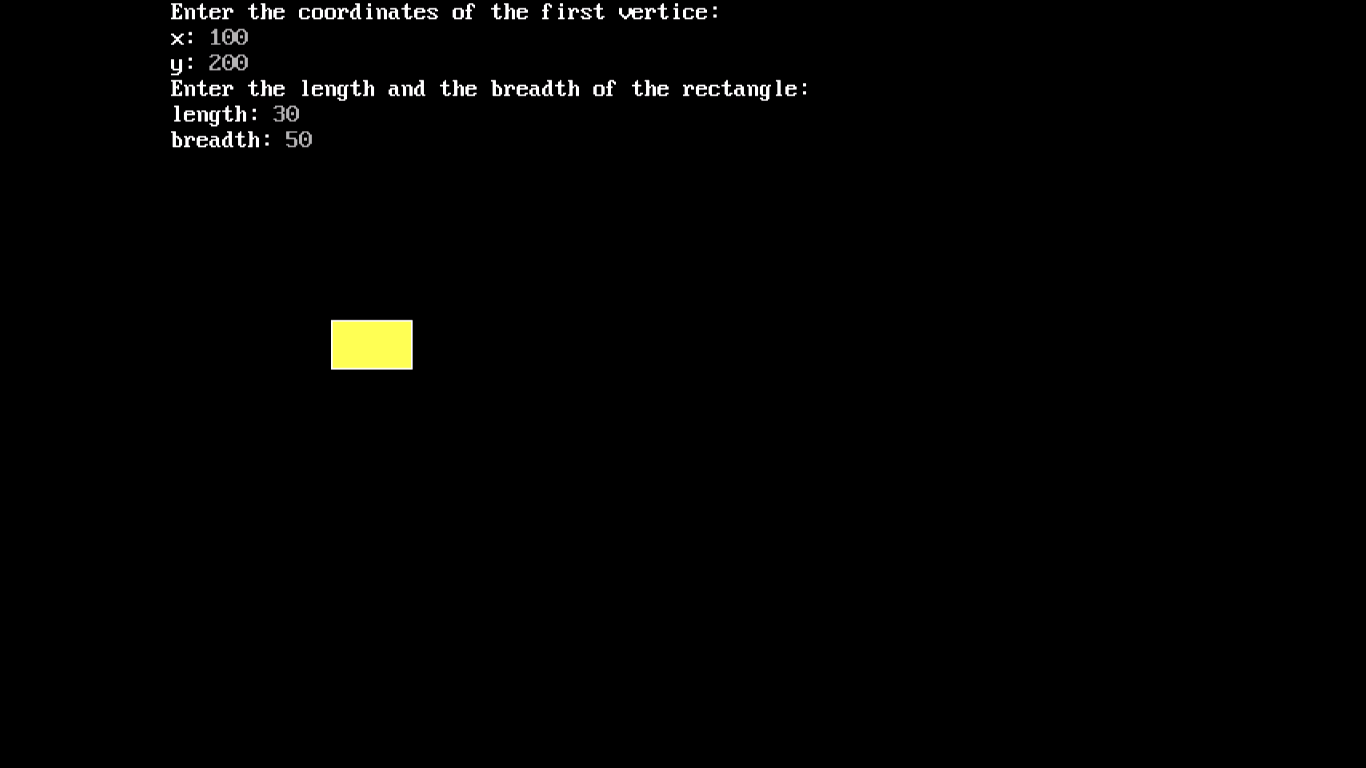 Enter the coordinates of the first vertice:
x: 100
y: 200
Enter the length and the breadth of the rectangle:
length: 30
breadth: 50